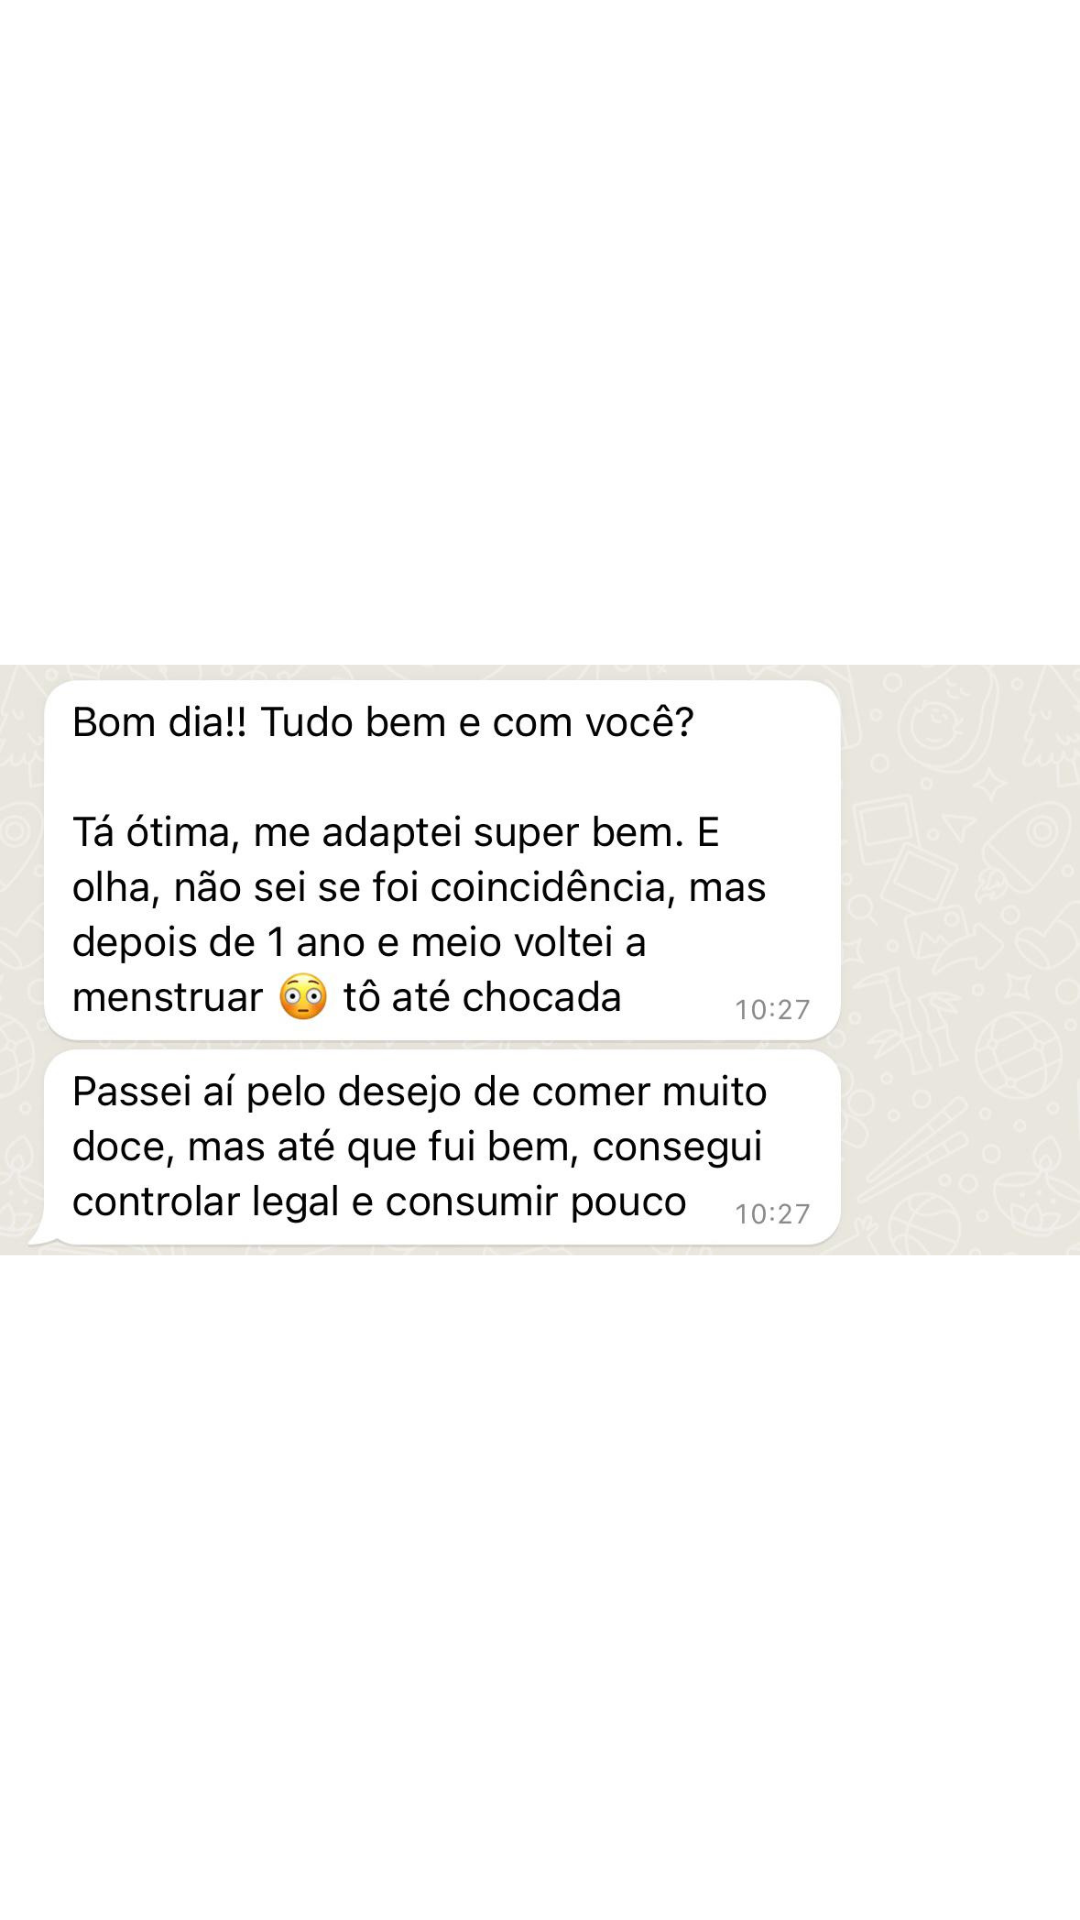 Bom dia!! Tudo bem e com você?
Tá ótima, me adaptei super bem. E
olha, não sei se foi coincidência, mas
depois de 1 ano e meio voltei a
menstruar 😳 tô até chocada
10:27
Passei aí pelo desejo de comer muito
doce, mas até que fui bem, consegui
controlar legal e consumir pouco
10:27